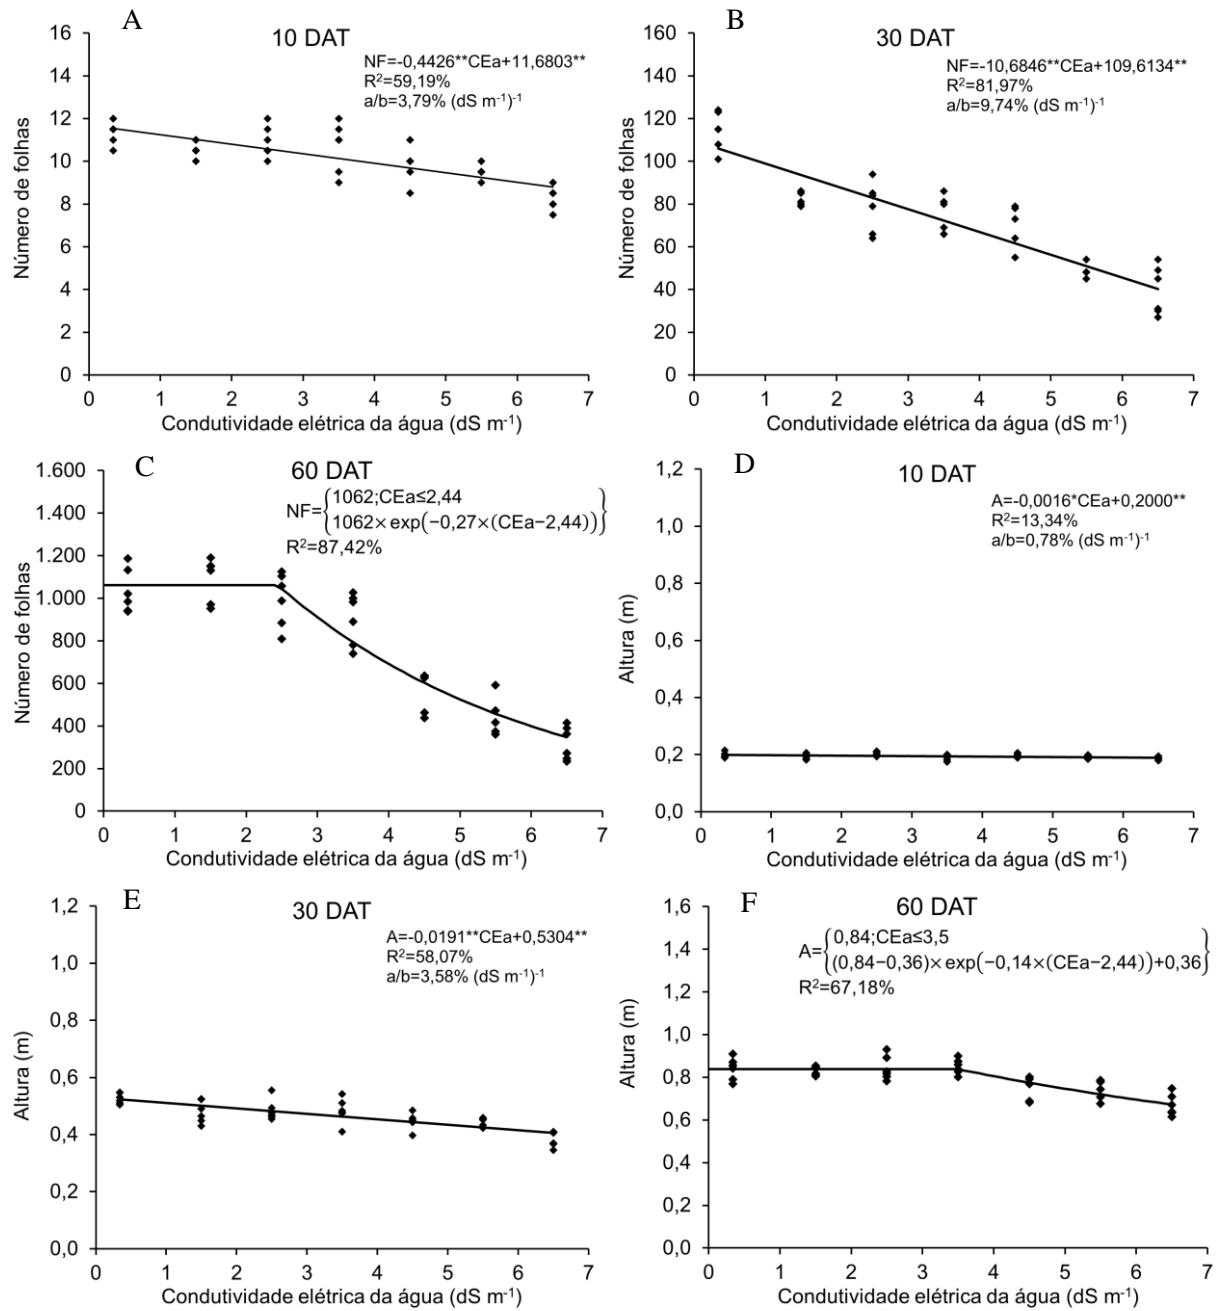 A
10 DAT
NF=-0,4426**CEa+11,6803**
R²=59,19%
a/b=3,79% (dS m⁻¹)⁻¹
Número de folhas
16
14
12
10
8
6
4
2
0
0 1 2 3 4 5 6 7
Condutividade elétrica da água (dS m⁻¹)
B
30 DAT
NF=-10,6846**CEa+109,6134**
R²=81,97%
a/b=9,74% (dS m⁻¹)⁻¹
Número de folhas
160
140
120
100
80
60
40
20
0
0 1 2 3 4 5 6 7
Condutividade elétrica da água (dS m⁻¹)
C
60 DAT
NF={1062;CEa≤2,44
1062×exp(−0,27×(CEa−2,44))}
R²=87,42%
Número de folhas
1.600
1.400
1.200
1.000
800
600
400
200
0
0 1 2 3 4 5 6 7
Condutividade elétrica da água (dS m⁻¹)
D
10 DAT
A=-0,0016*CEa+0,2000**
R²=13,34%
a/b=0,78% (dS m⁻¹)⁻¹
Altura (m)
1,2
1,0
0,8
0,6
0,4
0,2
0,0
0 1 2 3 4 5 6 7
Condutividade elétrica da água (dS m⁻¹)
E
30 DAT
A=-0,0191**CEa+0,5304**
R²=58,07%
a/b=3,58% (dS m⁻¹)⁻¹
Altura (m)
1,2
1,0
0,8
0,6
0,4
0,2
0,0
0 1 2 3 4 5 6 7
Condutividade elétrica da água (dS m⁻¹)
F
60 DAT
A={0,84;CEa≤3,5
(0,84−0,36)×exp(−0,14×(CEa−2,44))+0,36}
R²=67,18%
Altura (m)
1,6
1,4
1,2
1,0
0,8
0,6
0,4
0,2
0,0
0 1 2 3 4 5 6 7
Condutividade elétrica da água (dS m⁻¹)